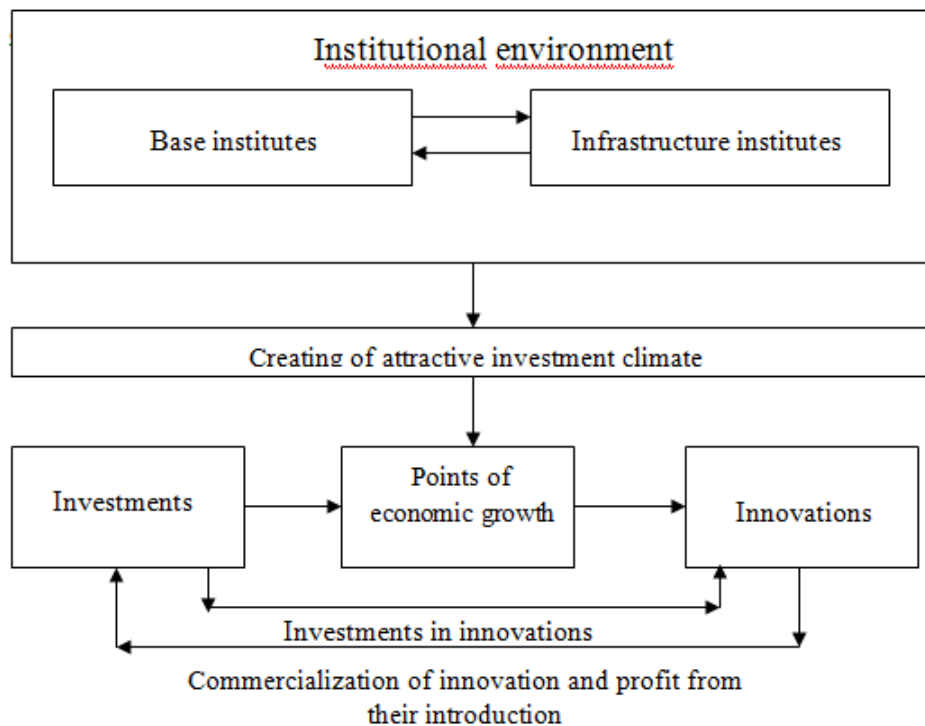 Institutional environment
Base institutes
Infrastructure institutes
Creating of attractive investment climate
Investments
Points of
economic growth
Innovations
Investments in innovations
Commercialization of innovation and profit from
their introduction